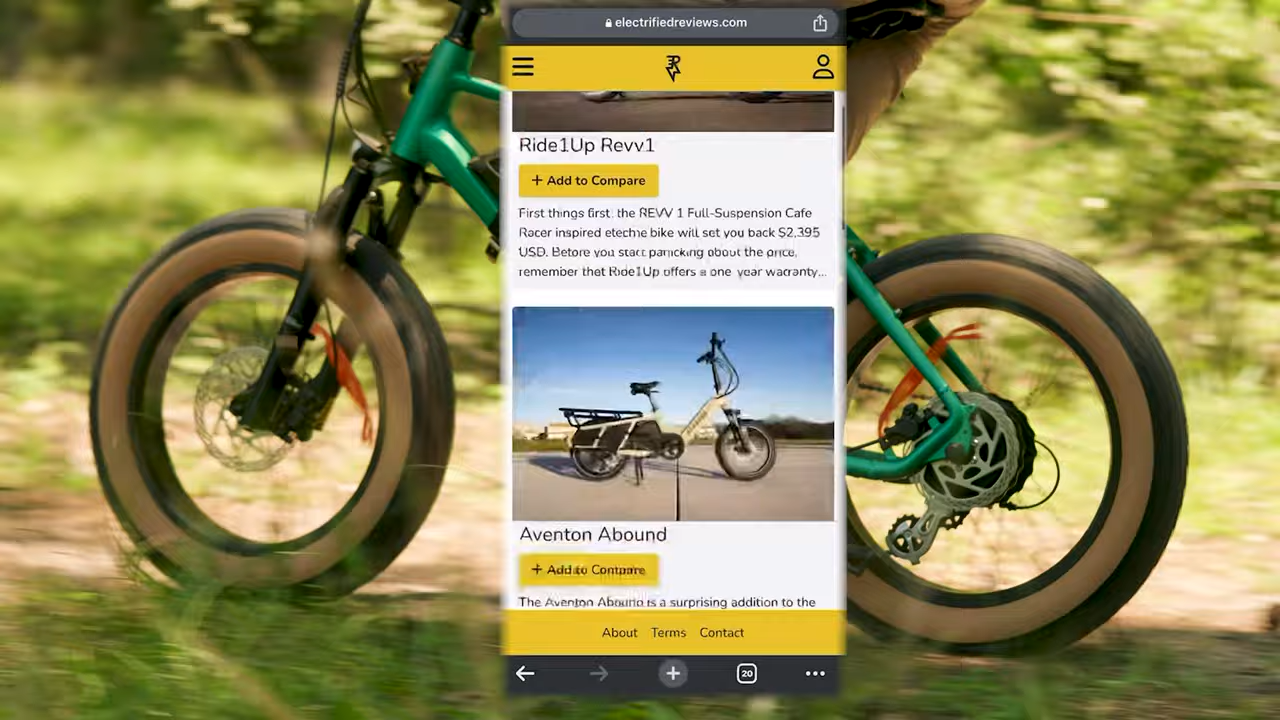 electrifiedreviews.com
Ride1Up Revv1
+ Add to Compare
First things first, the REVV 1 Full-Suspension Cafe
Racer inspired electric bike will set you back $2,395
USD. Before you start panicking about the price,
remember that Ride1Up offers a one year warranty...
Aventon Abound
+ Add to Compare
The Aventon Abound is a surprising addition to the
About Terms Contact
20